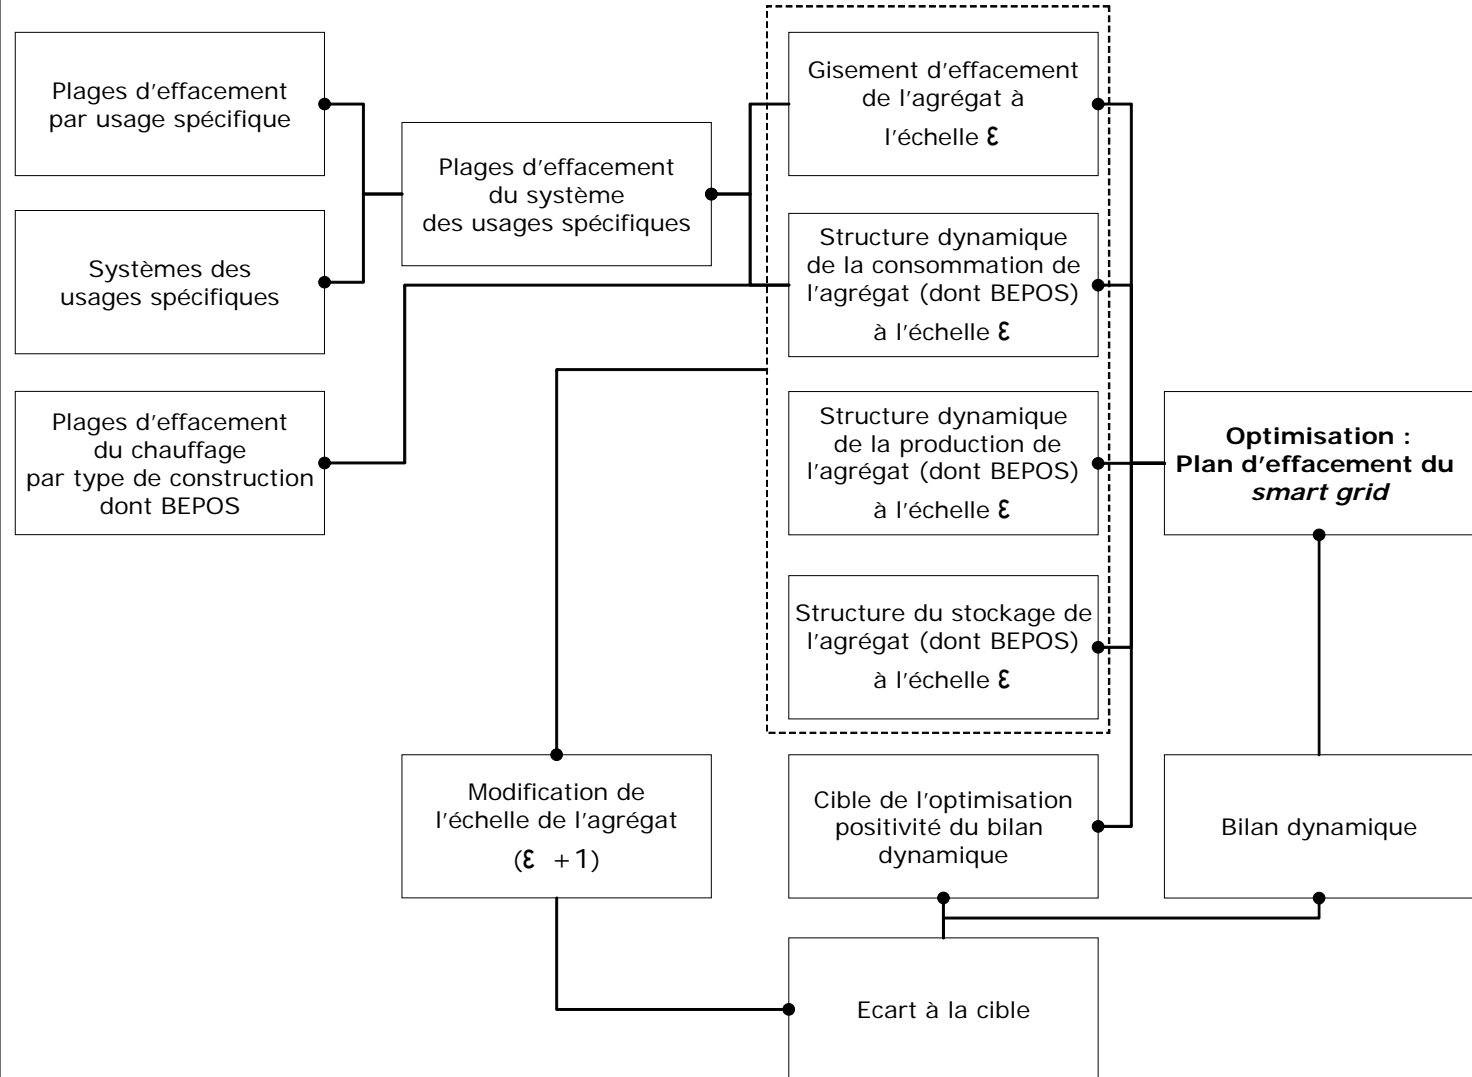 Plages d'effacement
par usage spécifique
Systèmes des
usages spécifiques
Plages d'effacement
du chauffage
par type de construction
dont BEPOS
Plages d'effacement
du système
des usages spécifiques
Modification de
l'échelle de l'agrégat
(ε +1)
Gisement d'effacement
de l'agrégat à
l'échelle ε
Structure dynamique
de la consommation de
l'agrégat (dont BEPOS)
à l'échelle ε
Structure dynamique
de la production de
l'agrégat (dont BEPOS)
à l'échelle ε
Structure du stockage de
l'agrégat (dont BEPOS)
à l'échelle ε
Cible de l'optimisation
positivité du bilan
dynamique
Ecart à la cible
Optimisation :
Plan d'effacement du
smart grid
Bilan dynamique